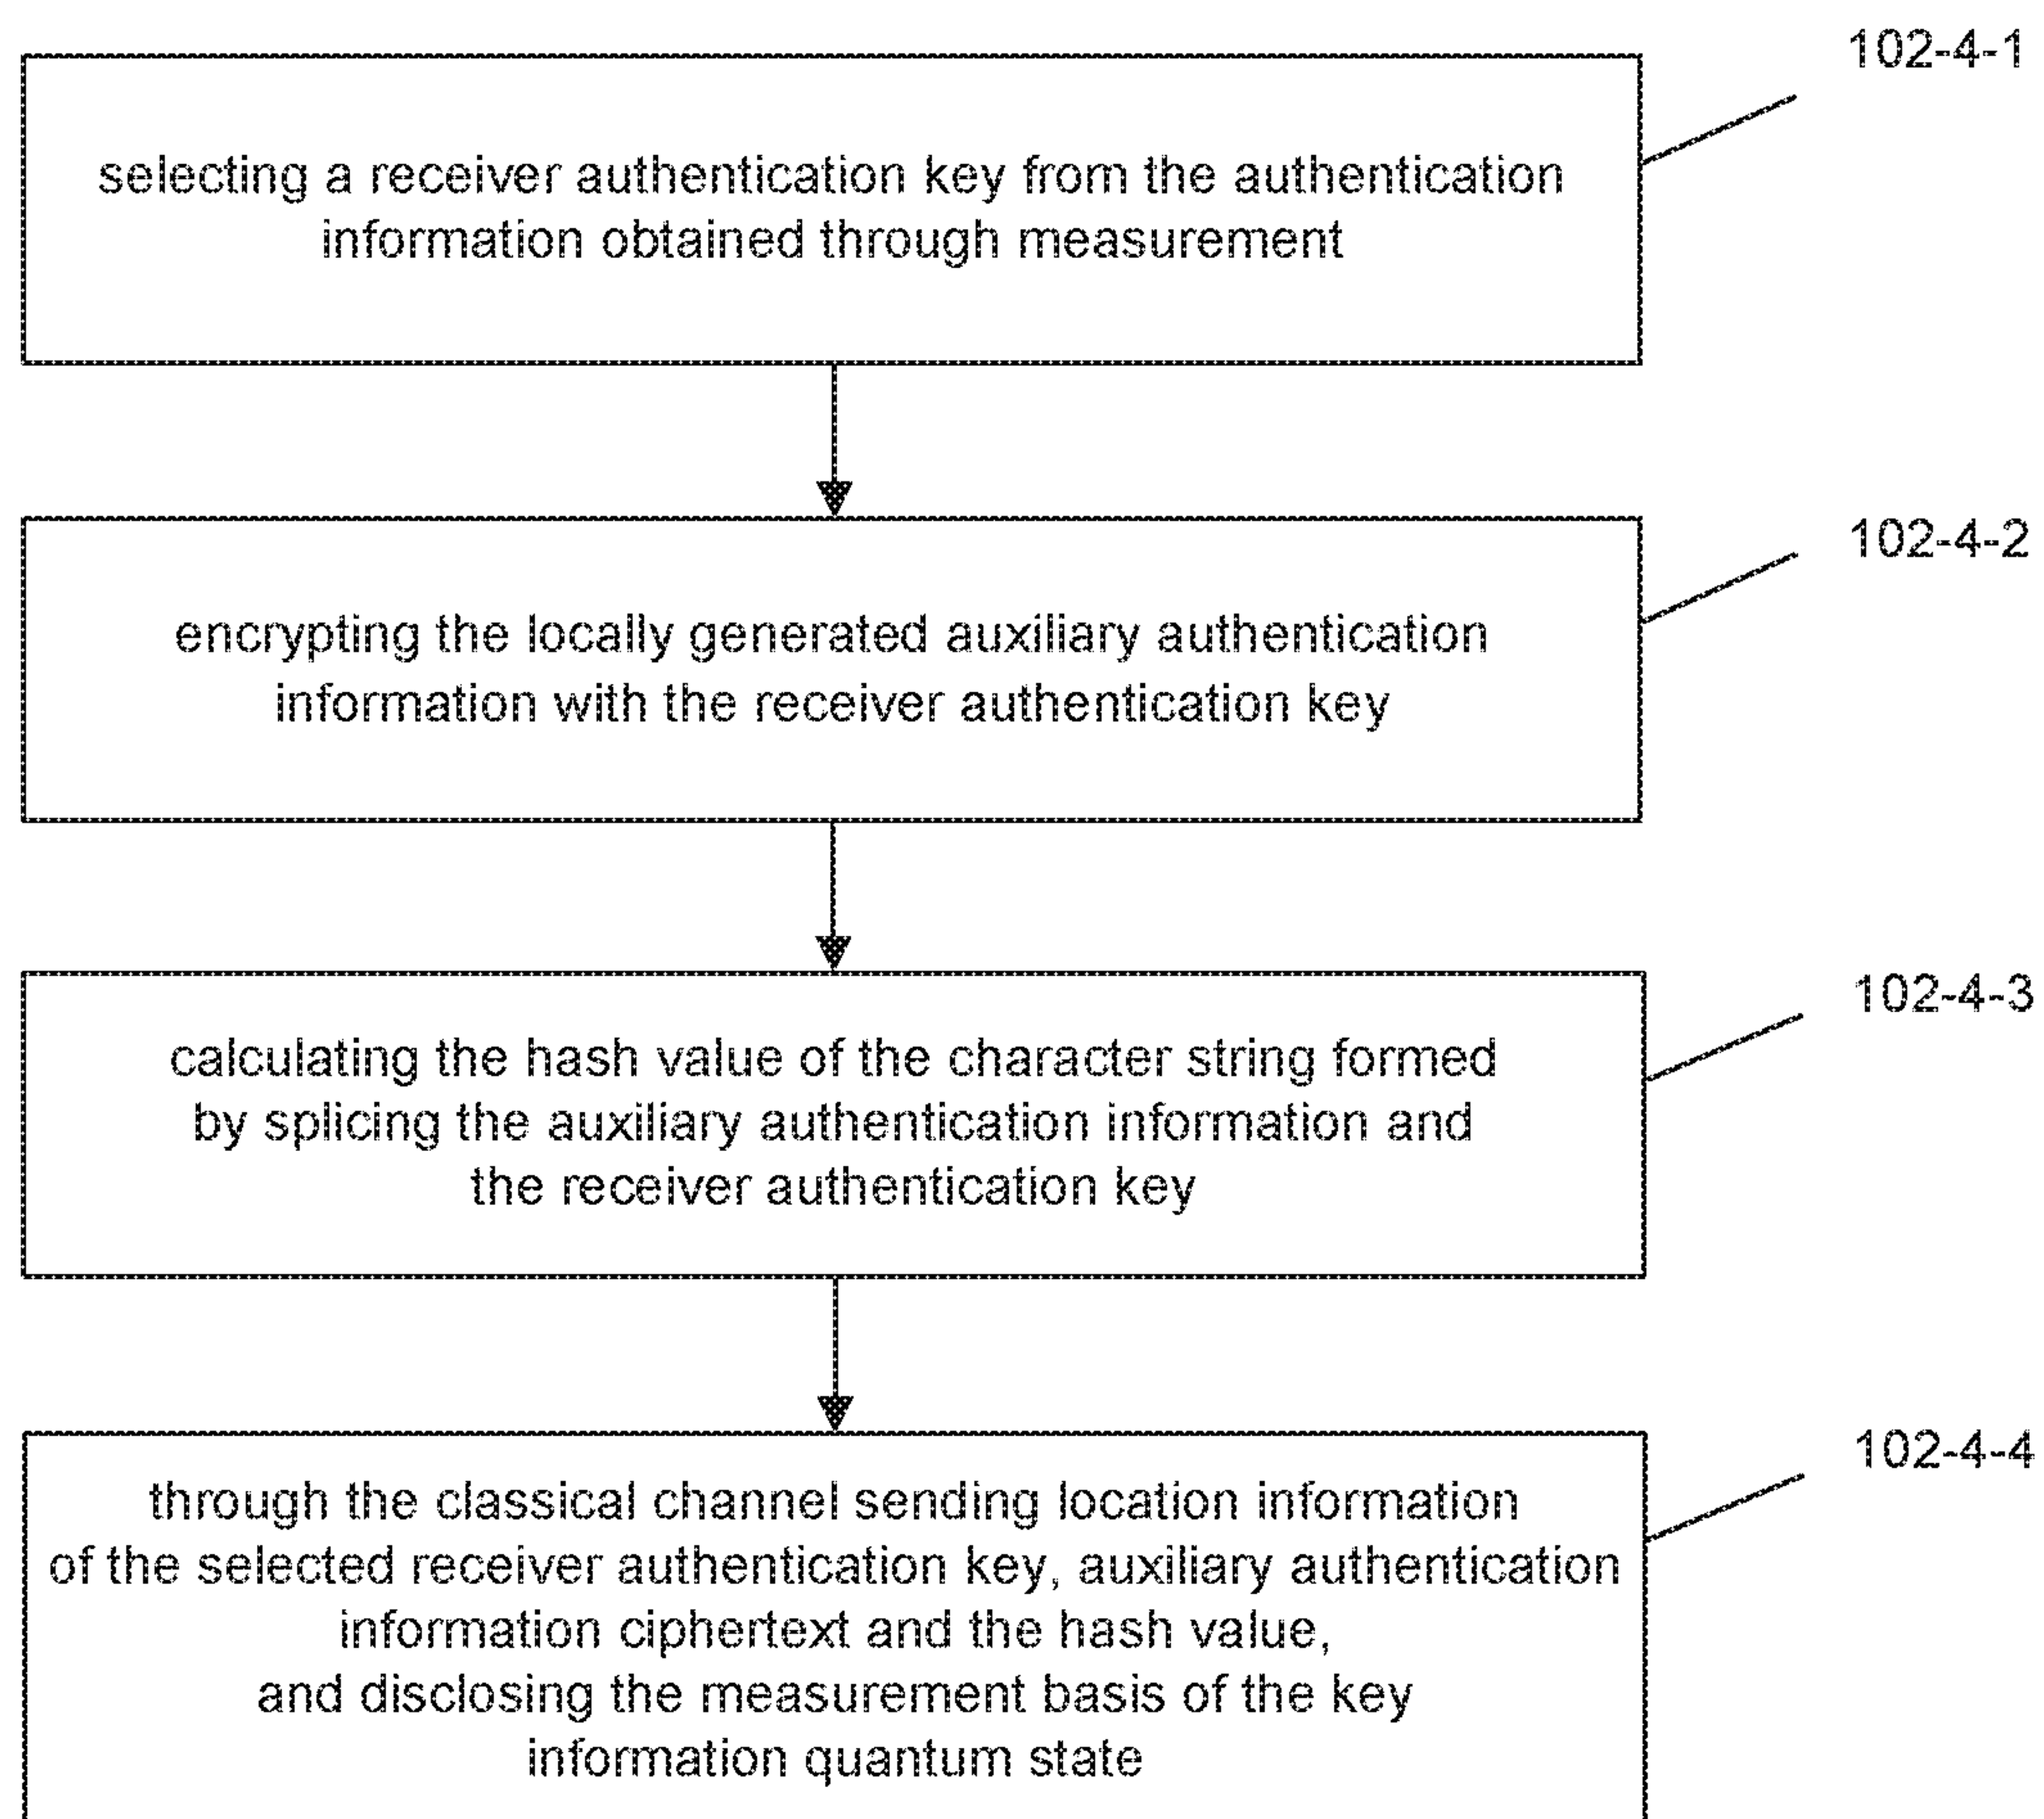 102-4-1
selecting a receiver authentication key from the authentication
information obtained through measurement
102-4-2
encrypting the locally generated auxiliary authentication
information with the receiver authentication key
102-4-3
calculating the hash value of the character string formed
by splicing the auxiliary authentication information and
the receiver authentication key
102-4-4
through the classical channel sending location information
of the selected receiver authentication key, auxiliary authentication
information ciphertext and the hash value,
and disclosing the measurement basis of the key
information quantum state